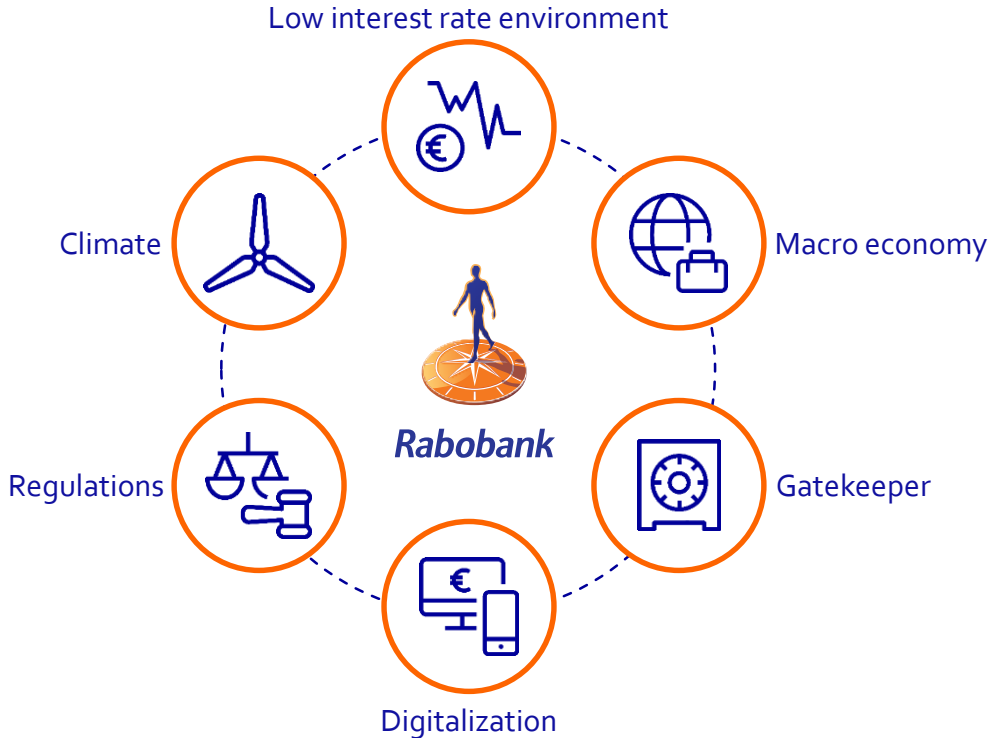 Low interest rate environment
€
Climate
Macro economy
Rabobank
Regulations
Gatekeeper
€
Digitalization